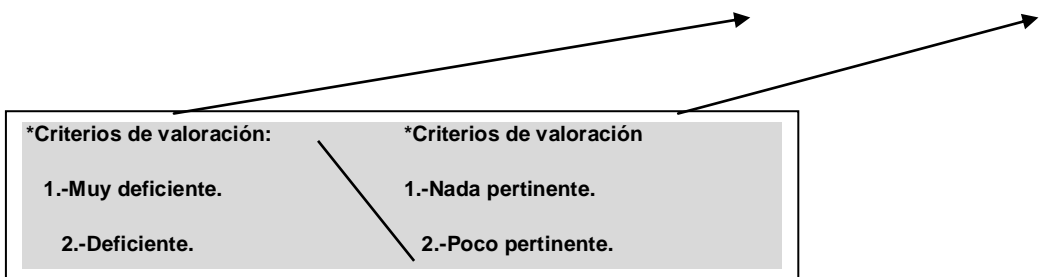 *Criterios de valoración: *Criterios de valoración
1.-Muy deficiente. 1.-Nada pertinente.
2.-Deficiente. 2.-Poco pertinente.